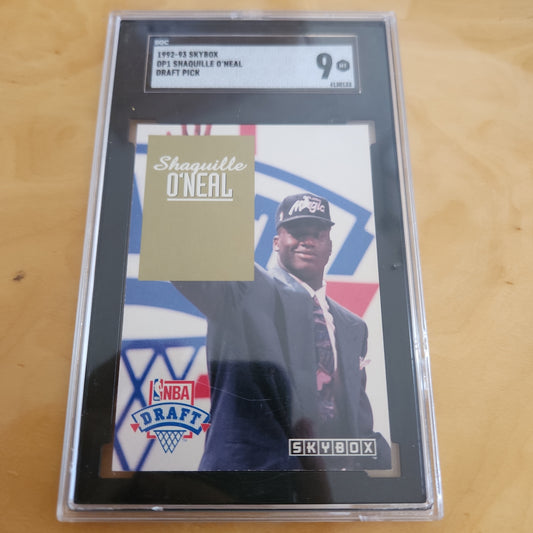 SGC
1992-93 SKYBOX
DP1 SHAQUILLE O'NEAL
DRAFT PICK
9 MT
Shaquille
O'NEAL
Magic
NBA
DRAFT
SKYBOX